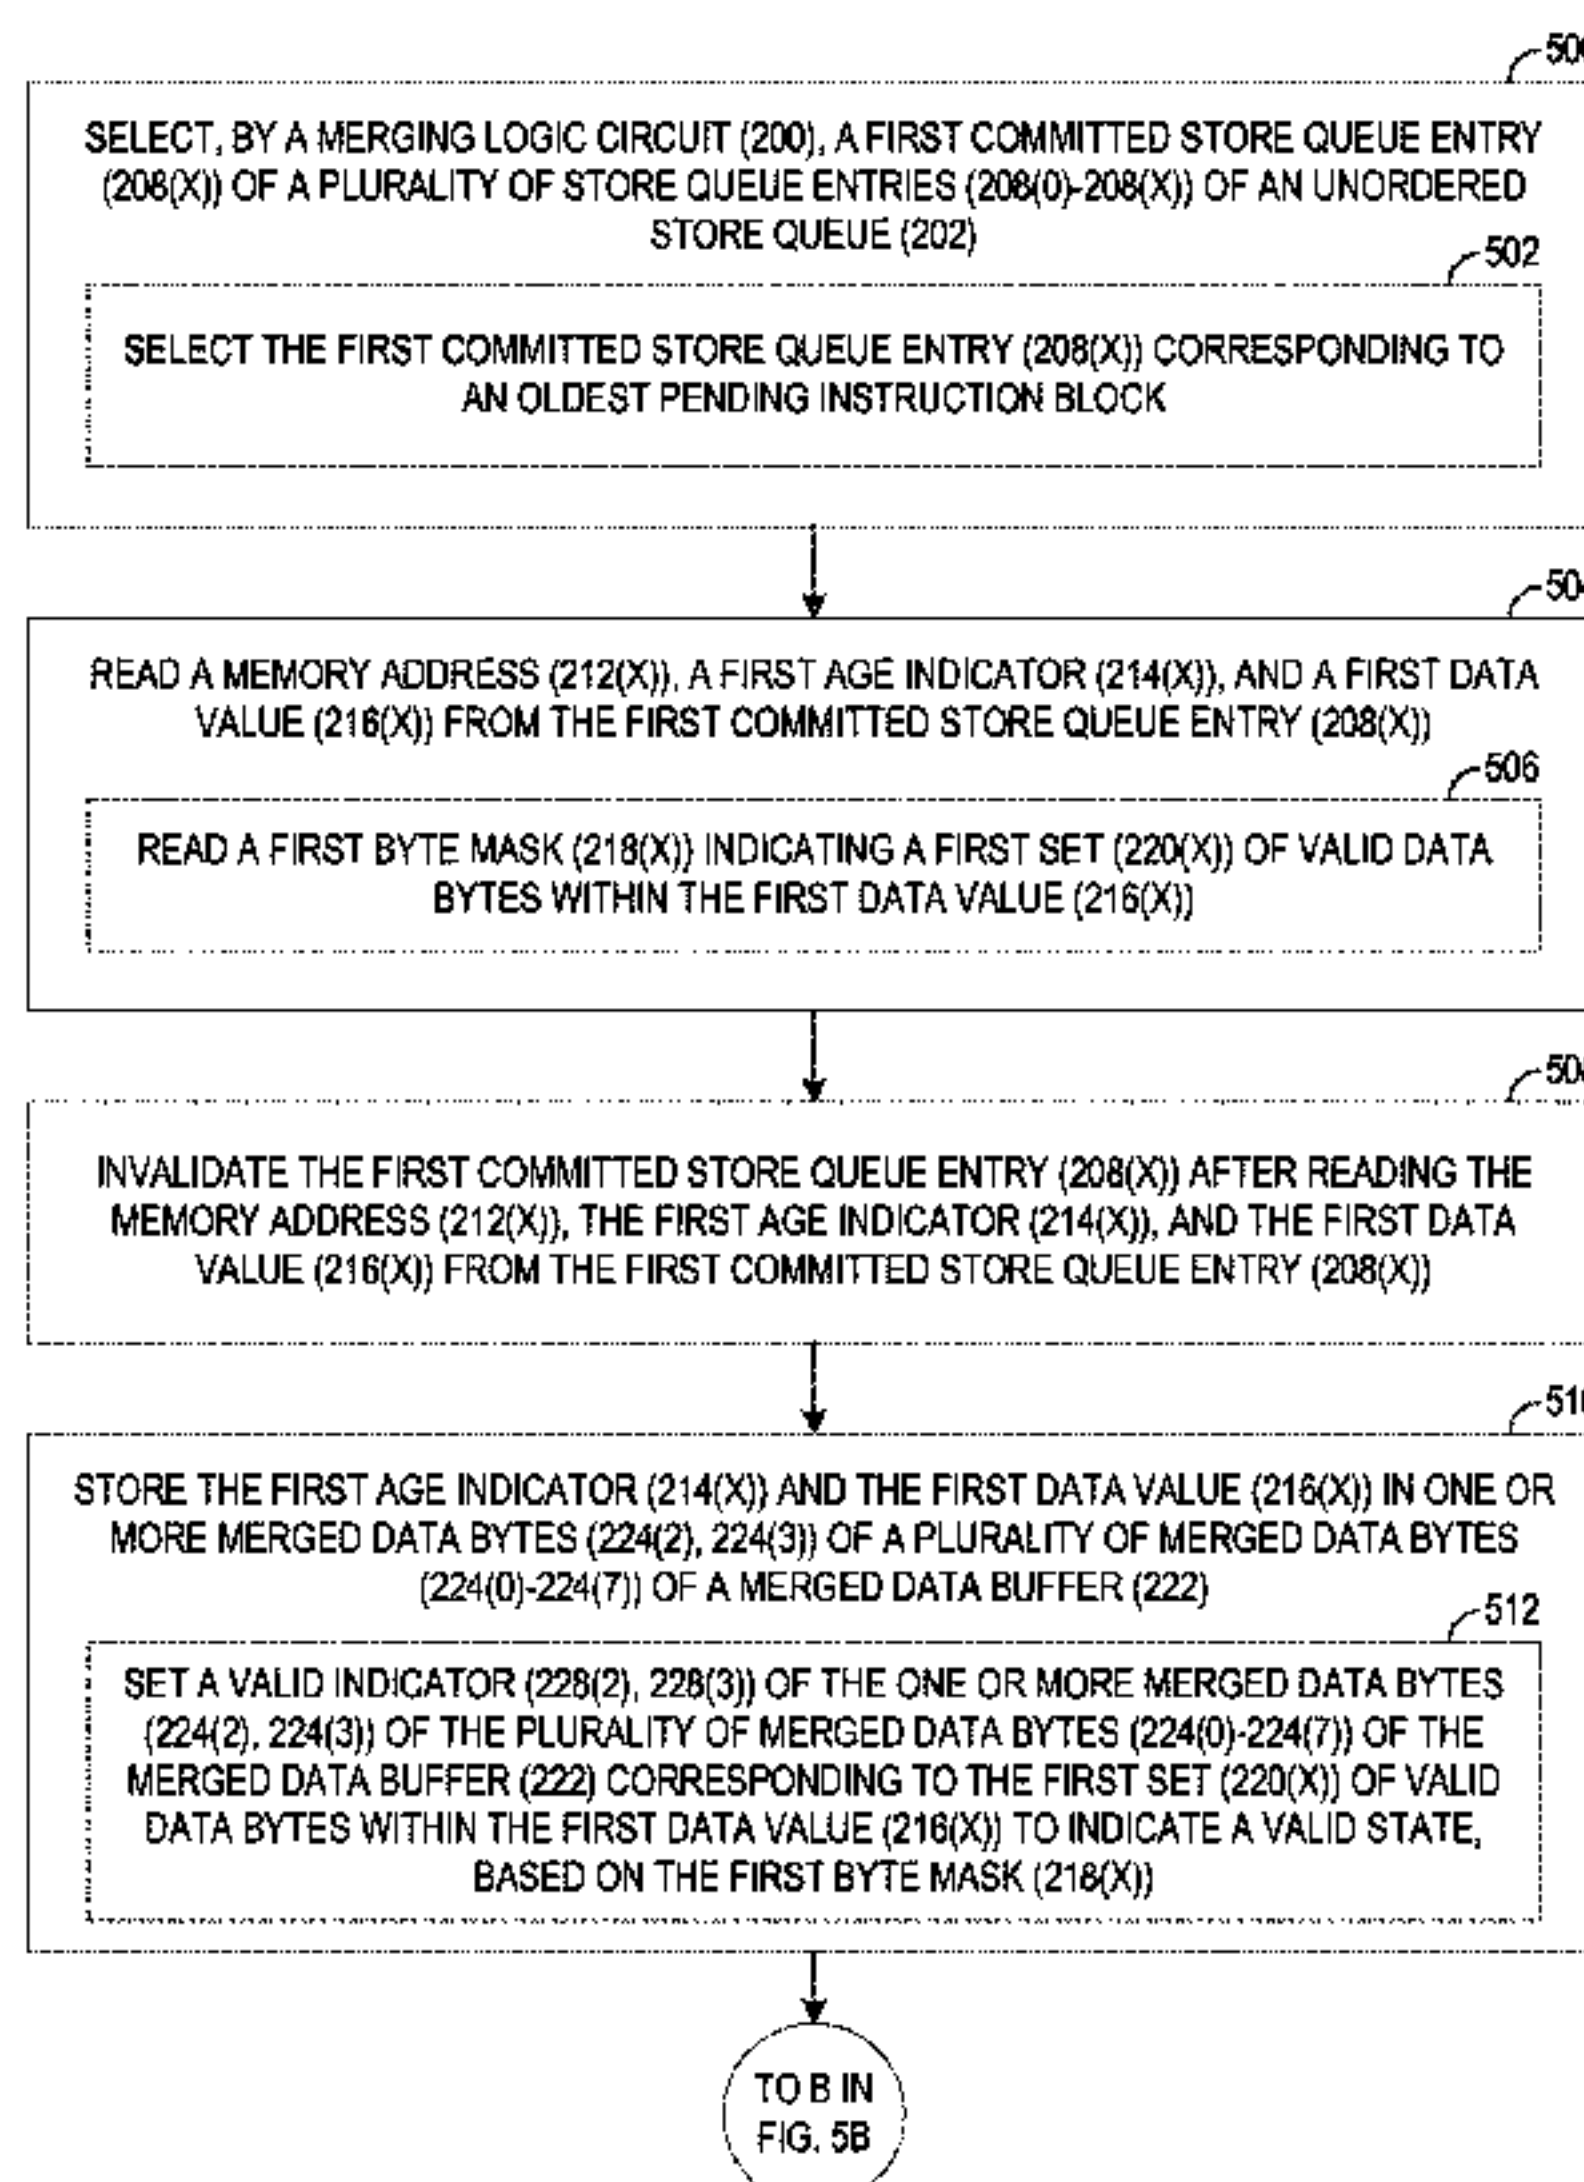 50
SELECT, BY A MERGING LOGIC CIRCUIT (200), A FIRST COMMITTED STORE QUEUE ENTRY
(208(X)) OF A PLURALITY OF STORE QUEUE ENTRIES (208(0)-208(X)) OF AN UNORDERED
STORE QUEUE (202)
502
SELECT THE FIRST COMMITTED STORE QUEUE ENTRY (208(X)) CORRESPONDING TO
AN OLDEST PENDING INSTRUCTION BLOCK
50
READ A MEMORY ADDRESS (212(X)), A FIRST AGE INDICATOR (214(X)), AND A FIRST DATA
VALUE (216(X)) FROM THE FIRST COMMITTED STORE QUEUE ENTRY (208(X))
506
READ A FIRST BYTE MASK (218(X)) INDICATING A FIRST SET (220(X)) OF VALID DATA
BYTES WITHIN THE FIRST DATA VALUE (216(X))
50
INVALIDATE THE FIRST COMMITTED STORE QUEUE ENTRY (208(X)) AFTER READING THE
MEMORY ADDRESS (212(X)), THE FIRST AGE INDICATOR (214(X)), AND THE FIRST DATA
VALUE (216(X)) FROM THE FIRST COMMITTED STORE QUEUE ENTRY (208(X))
51
STORE THE FIRST AGE INDICATOR (214(X)) AND THE FIRST DATA VALUE (216(X)) IN ONE OR
MORE MERGED DATA BYTES (224(2), 224(3)) OF A PLURALITY OF MERGED DATA BYTES
(224(0)-224(7)) OF A MERGED DATA BUFFER (222)
512
SET A VALID INDICATOR (228(2), 228(3)) OF THE ONE OR MORE MERGED DATA BYTES
(224(2), 224(3)) OF THE PLURALITY OF MERGED DATA BYTES (224(0)-224(7)) OF THE
MERGED DATA BUFFER (222) CORRESPONDING TO THE FIRST SET (220(X)) OF VALID
DATA BYTES WITHIN THE FIRST DATA VALUE (216(X)) TO INDICATE A VALID STATE,
BASED ON THE FIRST BYTE MASK (218(X))
TO B IN
FIG. 5B